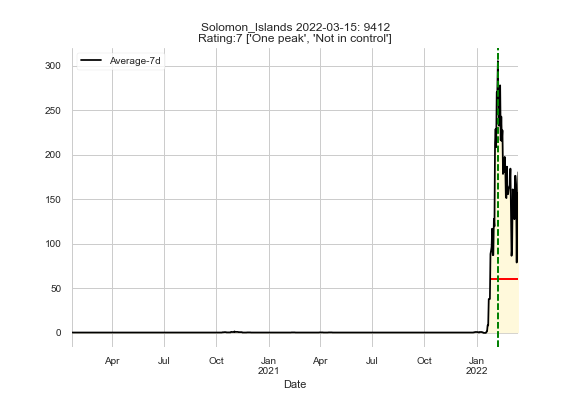 Solomon_Islands 2022-03-15: 9412
Rating:7 ['One peak', 'Not in control']
Average-7d
300
250
200
150
100
50
0
Apr Jul Oct Jan Apr Jul Oct Jan
2021 2022
Date